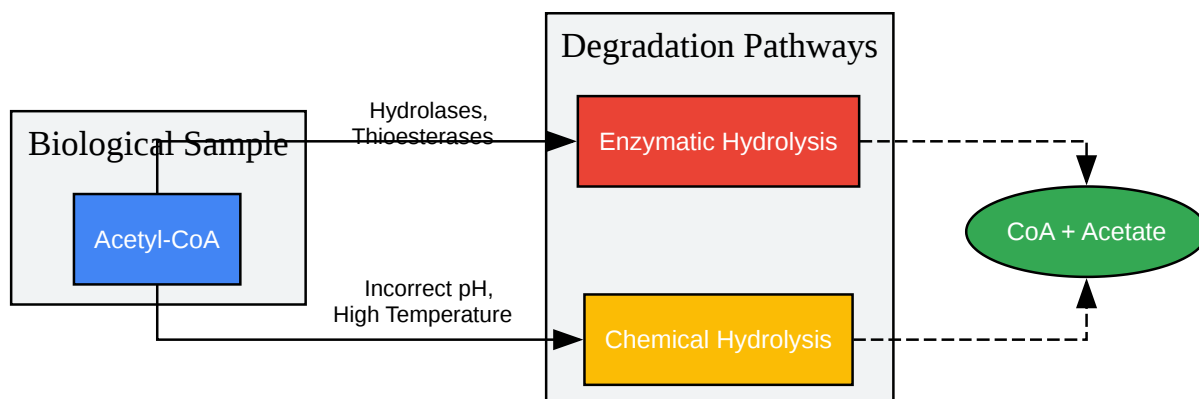 Degradation Pathways
Hydrolases,
Thioesterases
Biological Sample
Enzymatic Hydrolysis
Acetyl-CoA
CoA + Acetate
Incorrect pH,
High Temperature
Chemical Hydrolysis